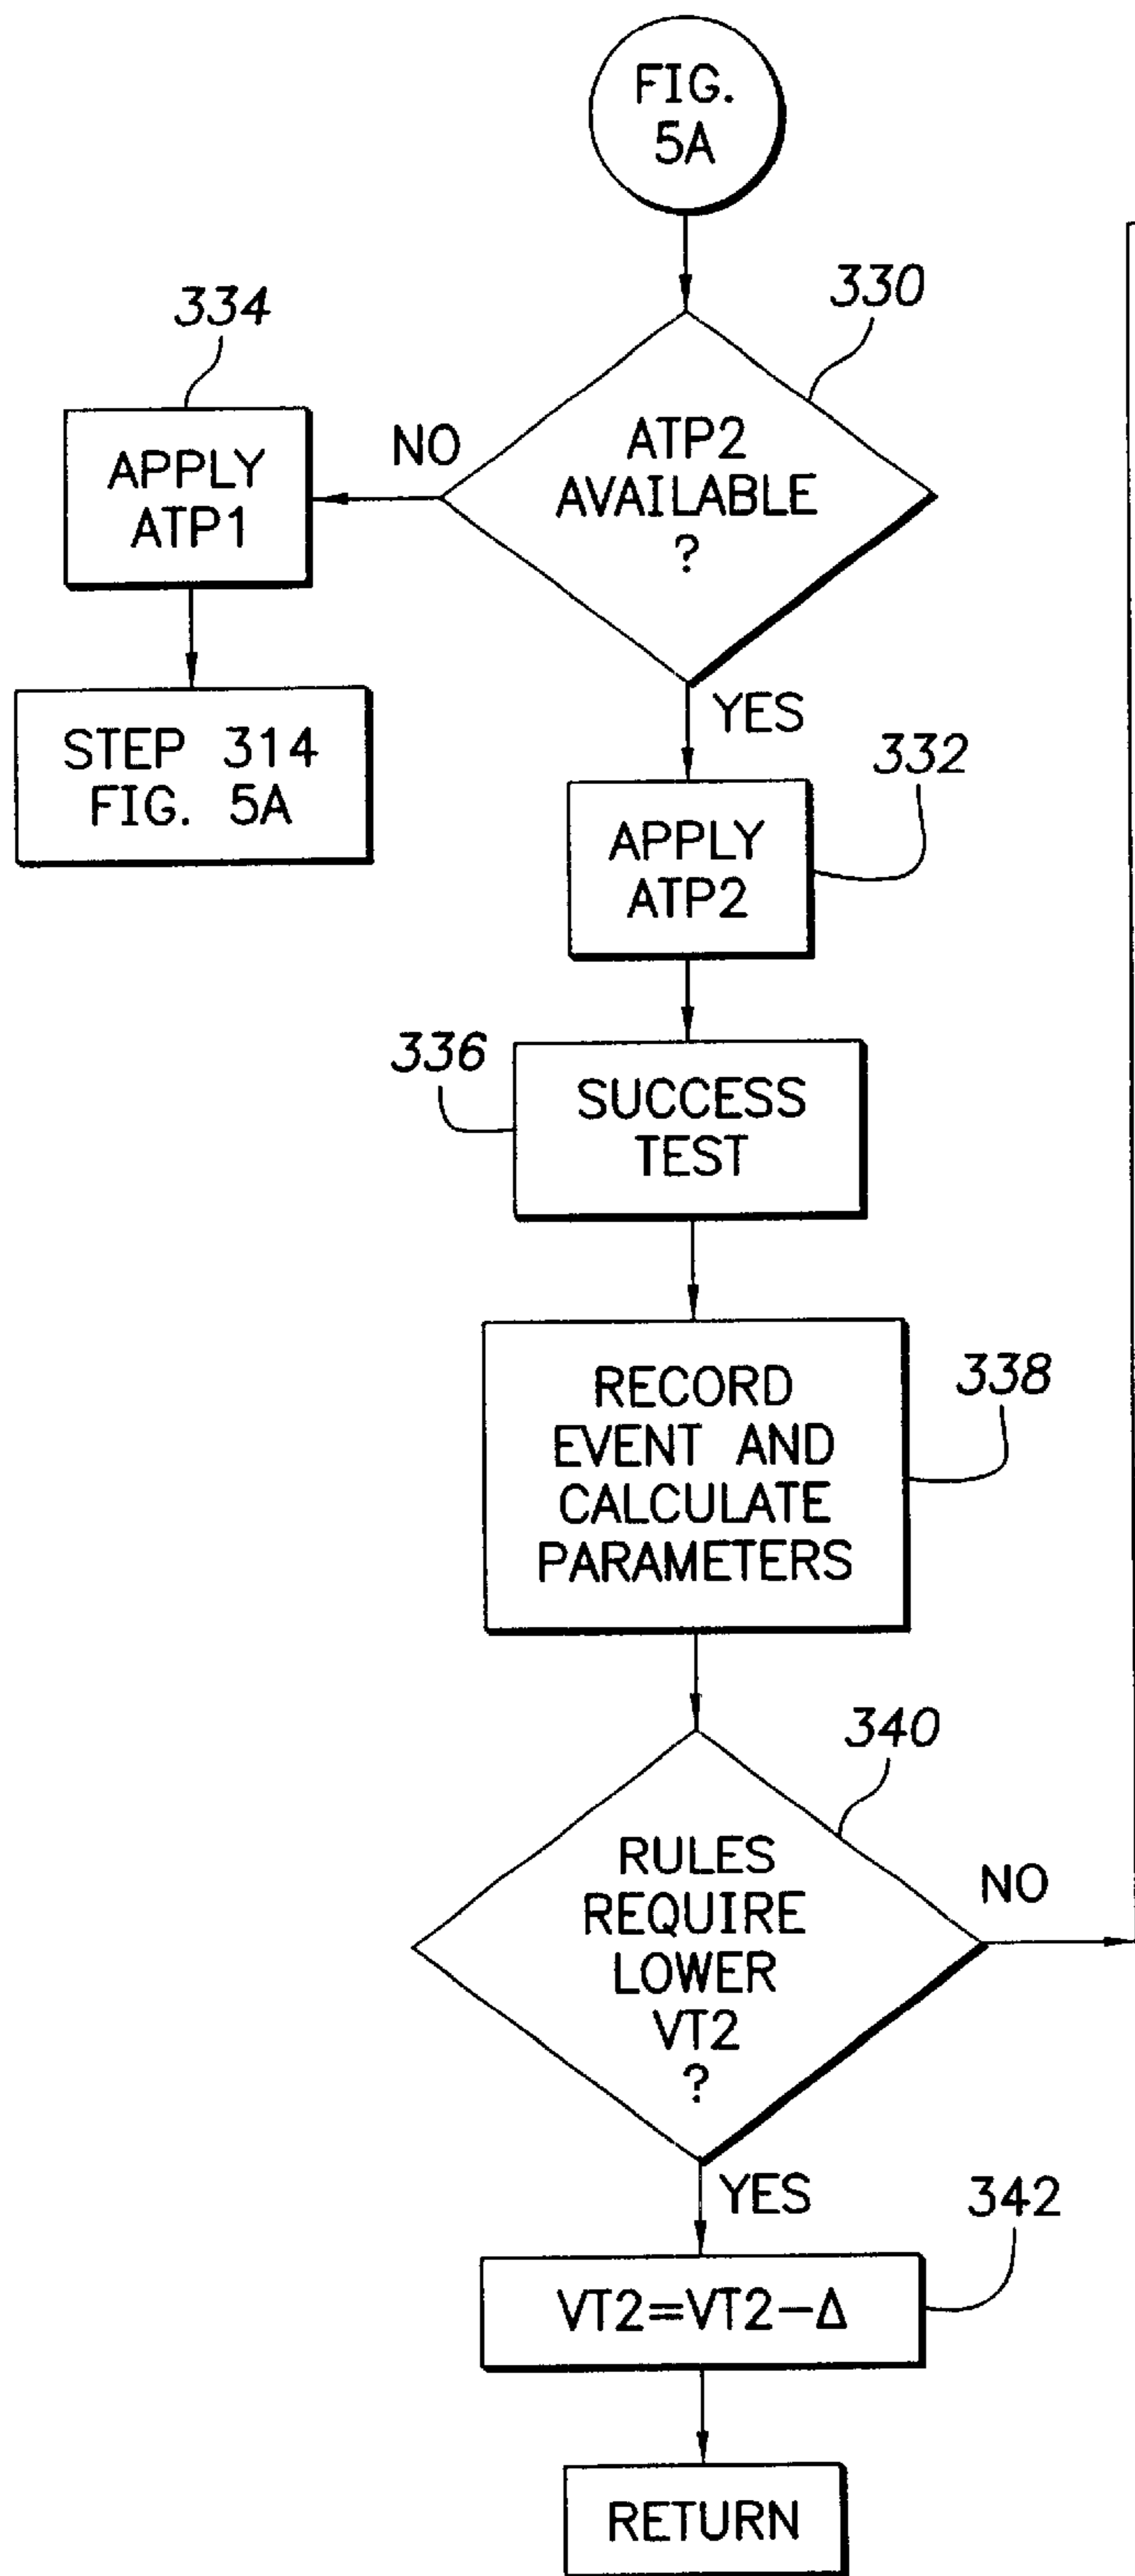 FIG.
5A
330
334
ATP2
AVAILABLE
?
NO
APPLY
ATP1
YES
STEP 314
FIG. 5A
332
APPLY
ATP2
336
SUCCESS
TEST
338
RECORD
EVENT AND
CALCULATE
PARAMETERS
340
RULES
REQUIRE
LOWER
VT2
?
NO
YES
342
VT2=VT2-Δ
RETURN